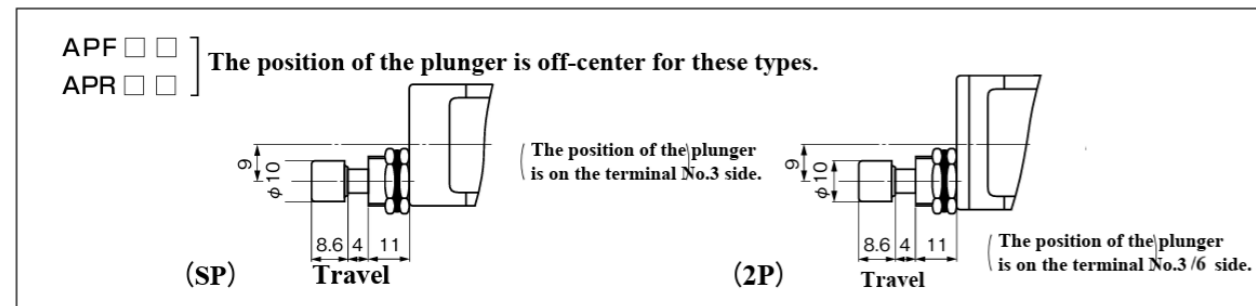 APF□ □
APR□ □
The position of the plunger is off-center for these types.
9
φ10
8.6 4 11
(SP) Travel
(The position of the plunger
is on the terminal No.3 side.
9
φ10
8.6 4 11
(2P) Travel
(The position of the plunger
is on the terminal No.3/6 side.